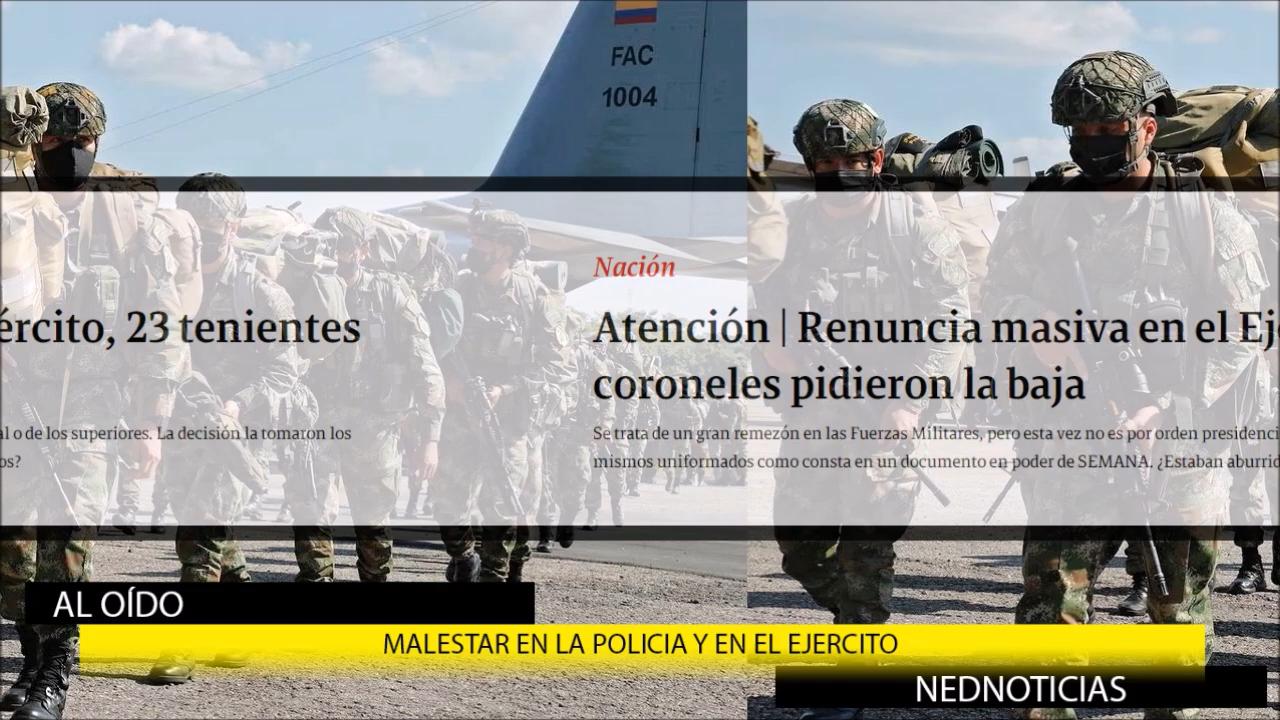 FAC
1004
Nación
ército, 23 tenientes
Atención | Renuncia masiva en el Ej
coroneles pidieron la baja
al o de los superiores. La decisión la tomaron los
Se trata de un gran remezón en las Fuerzas Militares, pero esta vez no es por orden presidenci
os?
mismos uniformados como consta en un documento en poder de SEMANA. ¿Estaban aburrid
AL OÍDO
MALESTAR EN LA POLICIA Y EN EL EJERCITO
NEDNOTICIAS